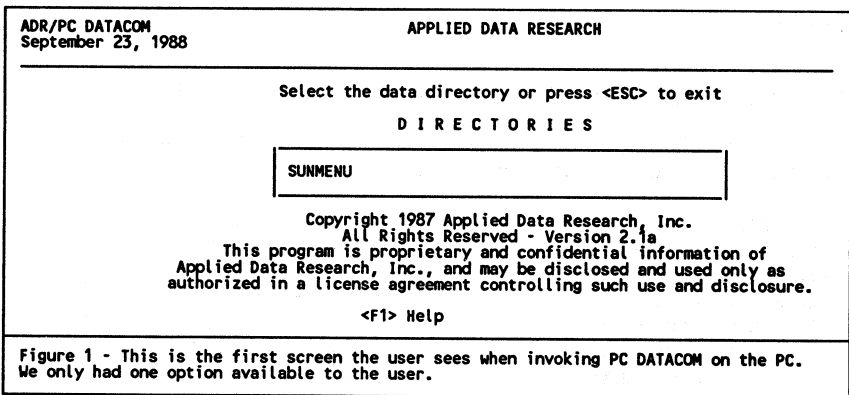 ADR/PC DATACOM APPLIED DATA RESEARCH
September 23, 1988
Select the data directory or press <ESC> to exit
D I R E C T O R I E S
SUNMENU
Copyright 1987 Applied Data Research, Inc.
All Rights Reserved - Version 2.1a
This program is proprietary and confidential information of
Applied Data Research, Inc., and may be disclosed and used only as
authorized in a license agreement controlling such use and disclosure.
<F1> Help
Figure 1 - This is the first screen the user sees when invoking PC DATACOM on the PC.
We only had one option available to the user.